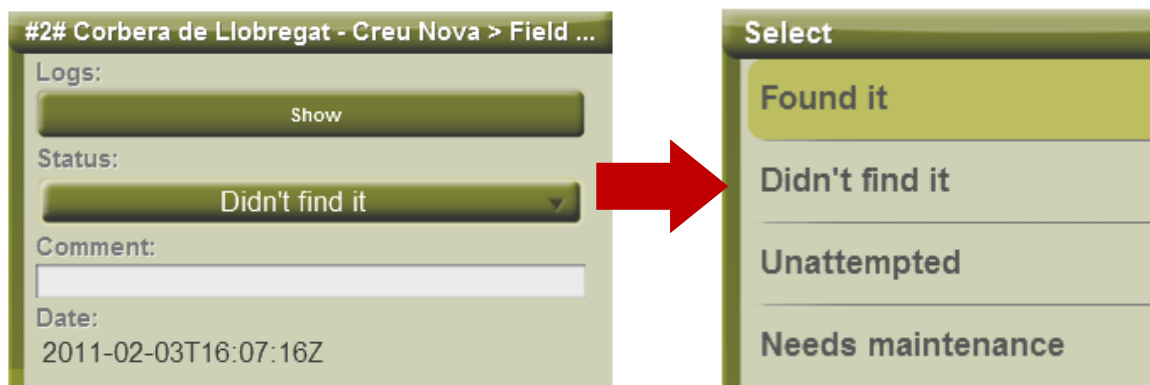 #2# Corbera de Llobregat - Creu Nova > Field ...
Logs:
Show
Status:
Didn't find it
Comment:
Date:
2011-02-03T16:07:16Z
Select
Found it
Didn't find it
Unattempted
Needs maintenance